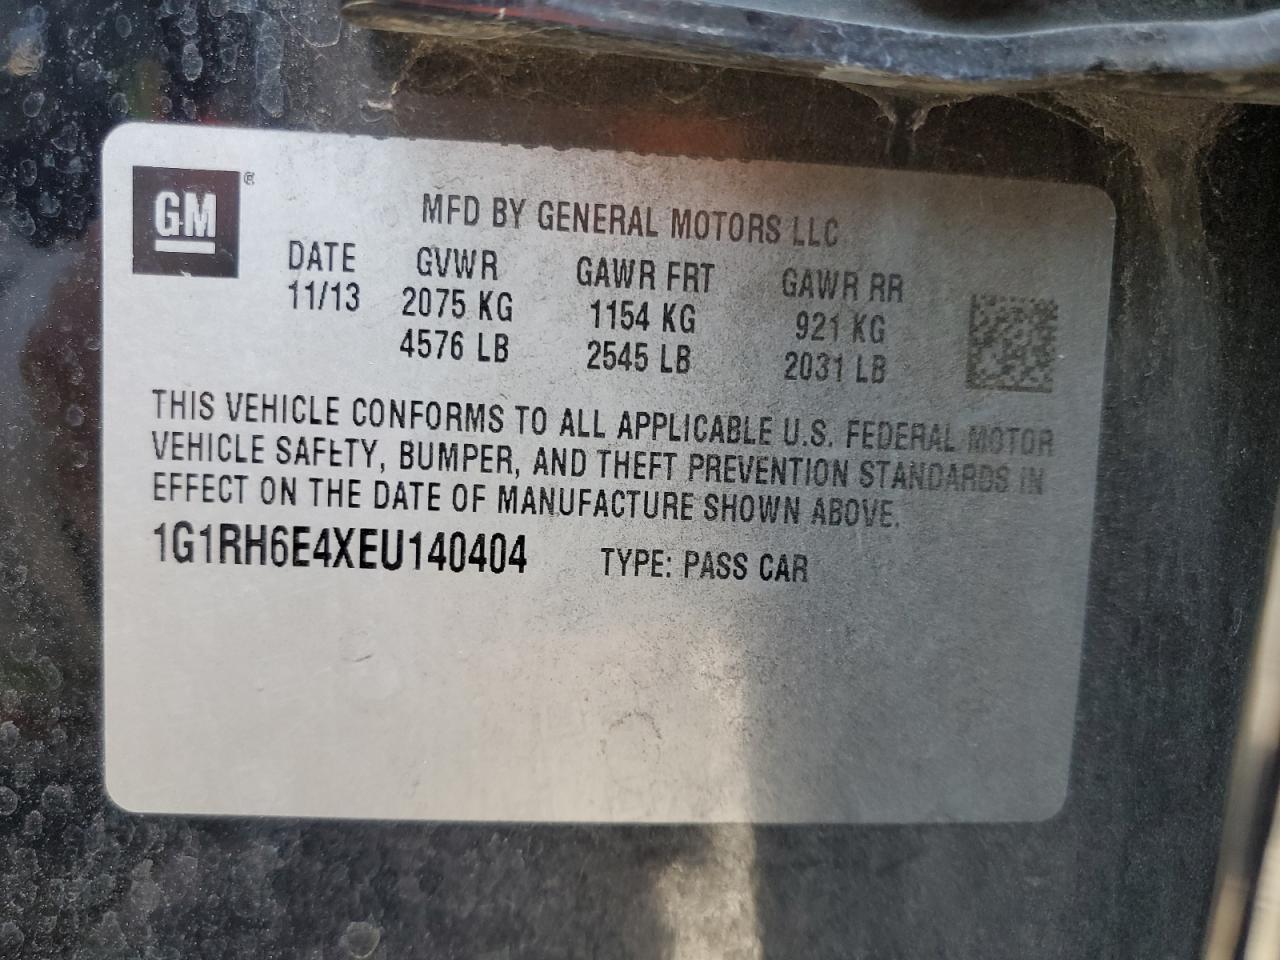 GM®
MFD BY GENERAL MOTORS LLC
DATE GVWR GAWR FRT GAWR RR
11/13 2075 KG 1154 KG 921 KG
4576 LB 2545 LB 2031 LB
THIS VEHICLE CONFORMS TO ALL APPLICABLE U.S. FEDERAL MOTOR
VEHICLE SAFETY, BUMPER, AND THEFT PREVENTION STANDARDS IN
EFFECT ON THE DATE OF MANUFACTURE SHOWN ABOVE.
1G1RH6E4XEU140404 TYPE: PASS CAR